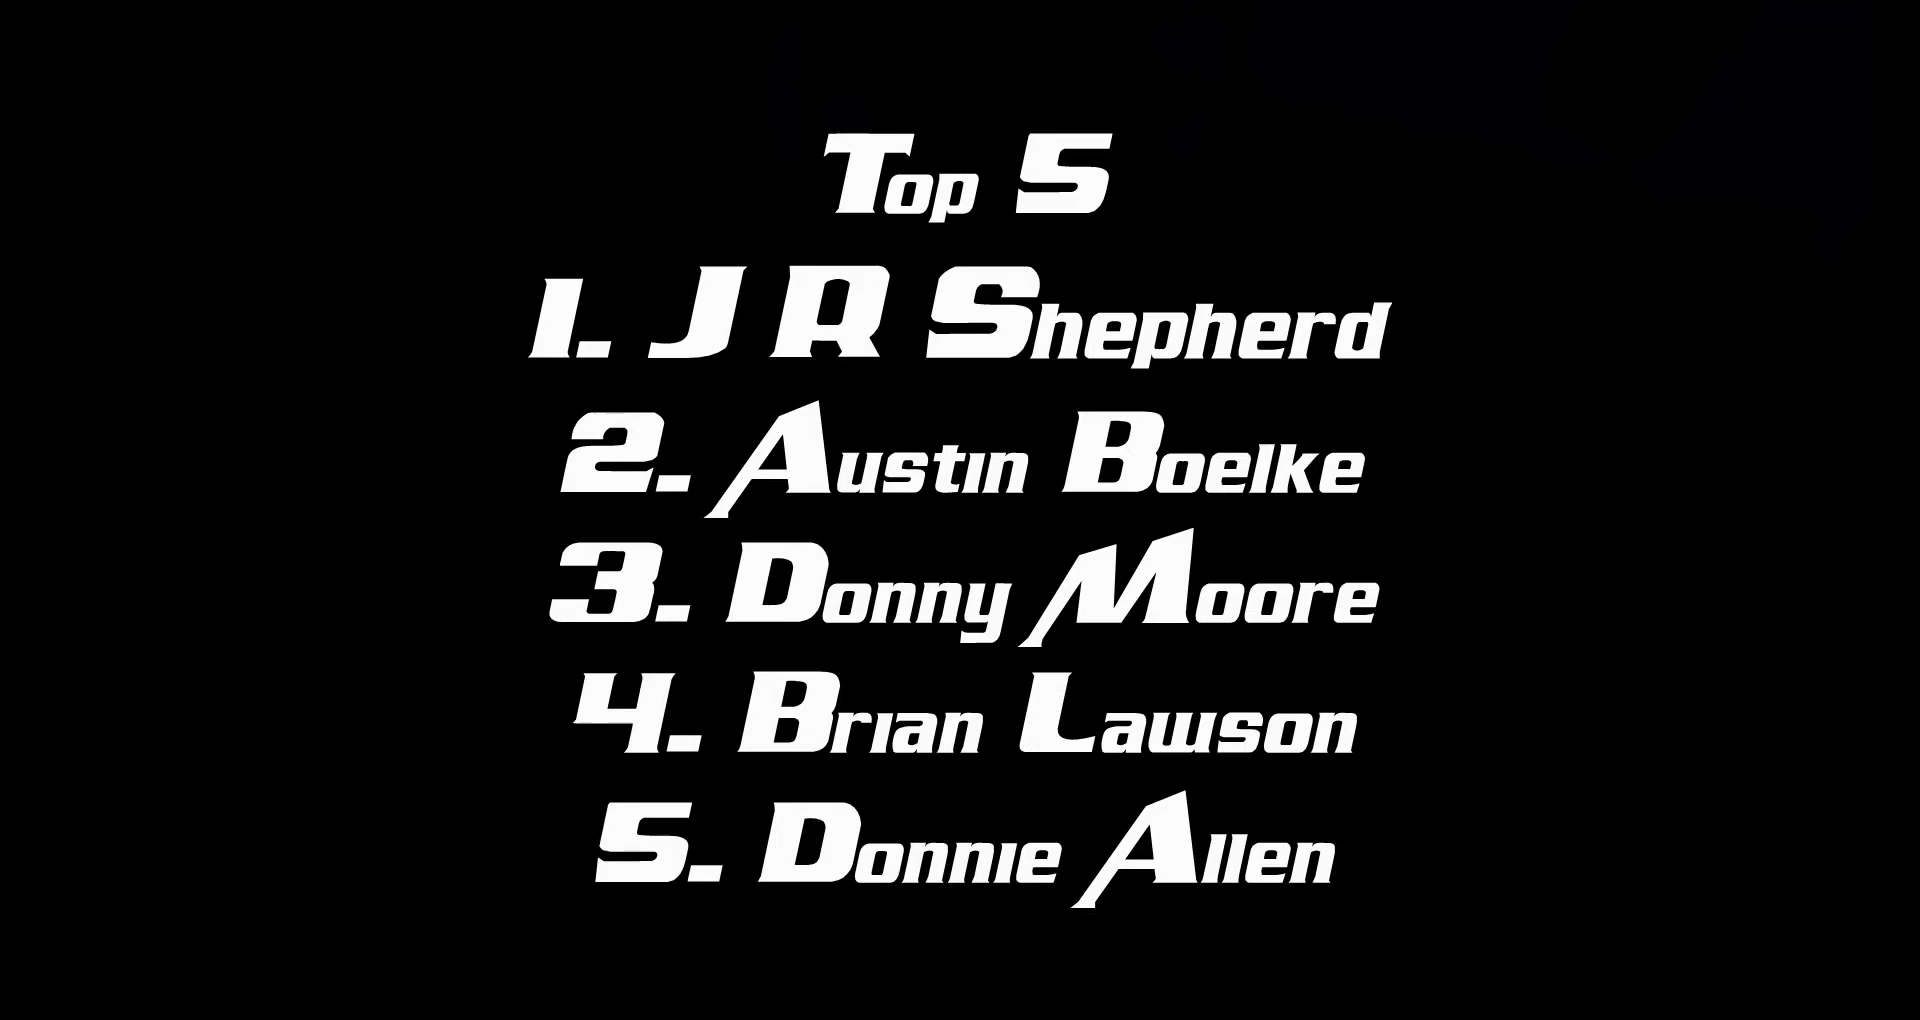 Top 5
1. J R Shepherd
2. Austin Boelke
3. Donny Moore
4. Brian Lawson
5. Donnie Allen